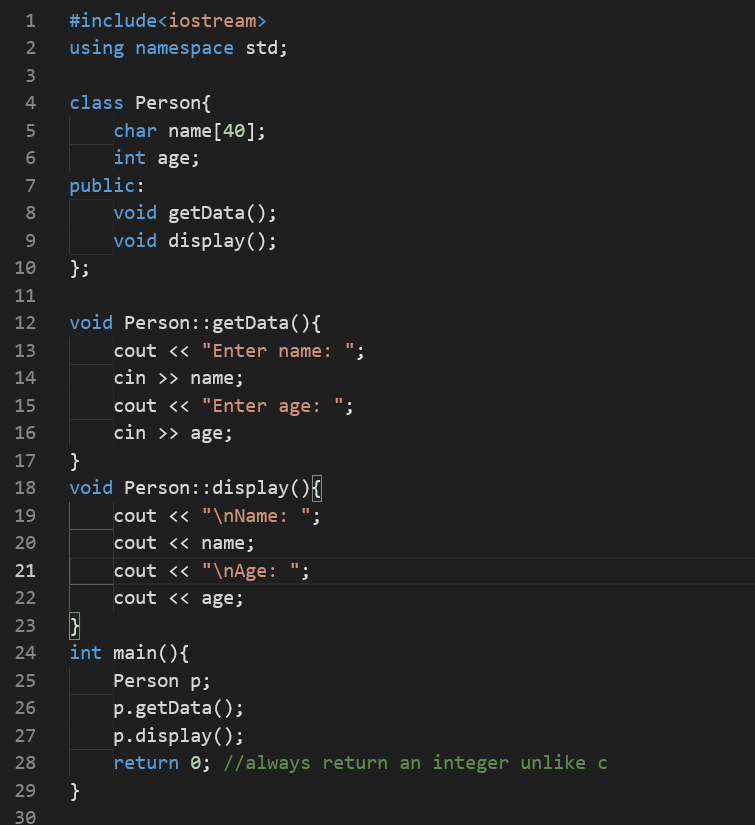 1 #include<iostream>
2 using namespace std;
3
4 class Person{
5     char name[40];
6     int age;
7 public:
8     void getData();
9     void display();
10 };
11
12 void Person::getData(){
13     cout << "Enter name: ";
14     cin >> name;
15     cout << "Enter age: ";
16     cin >> age;
17 }
18 void Person::display(){
19     cout << "\nName: ";
20     cout << name;
21     cout << "\nAge: ";
22     cout << age;
23 }
24 int main(){
25     Person p;
26     p.getData();
27     p.display();
28     return 0; //always return an integer unlike c
29 }
30